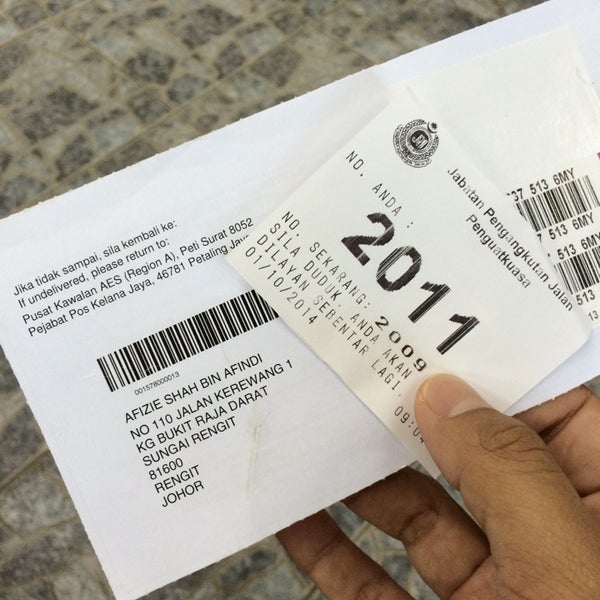 Jika tidak sampai, sila kembali ke:
If undelivered, please return to:
Pusat Kawalan AES (Region A), Peti Surat 8052
Pejabat Pos Kelana Jaya, 46781 Petaling Jaya
001578000013
AFIZIE SHAH BIN AFINDI
NO 110 JALAN KEREWANG 1
KG BUKIT RAJA DARAT
SUNGAI RENGIT
81600
RENGIT
JOHOR
Jabatan Pengangkutan Jalan
Penguatkuasa
NO. ANDA :
2011
NO. SEKARANG: 2009
SILA DUDUK. ANDA AKAN
DILAYAN SEBENTAR LAGI.
01/10/2014 09:04
513 6MY
513 6MY